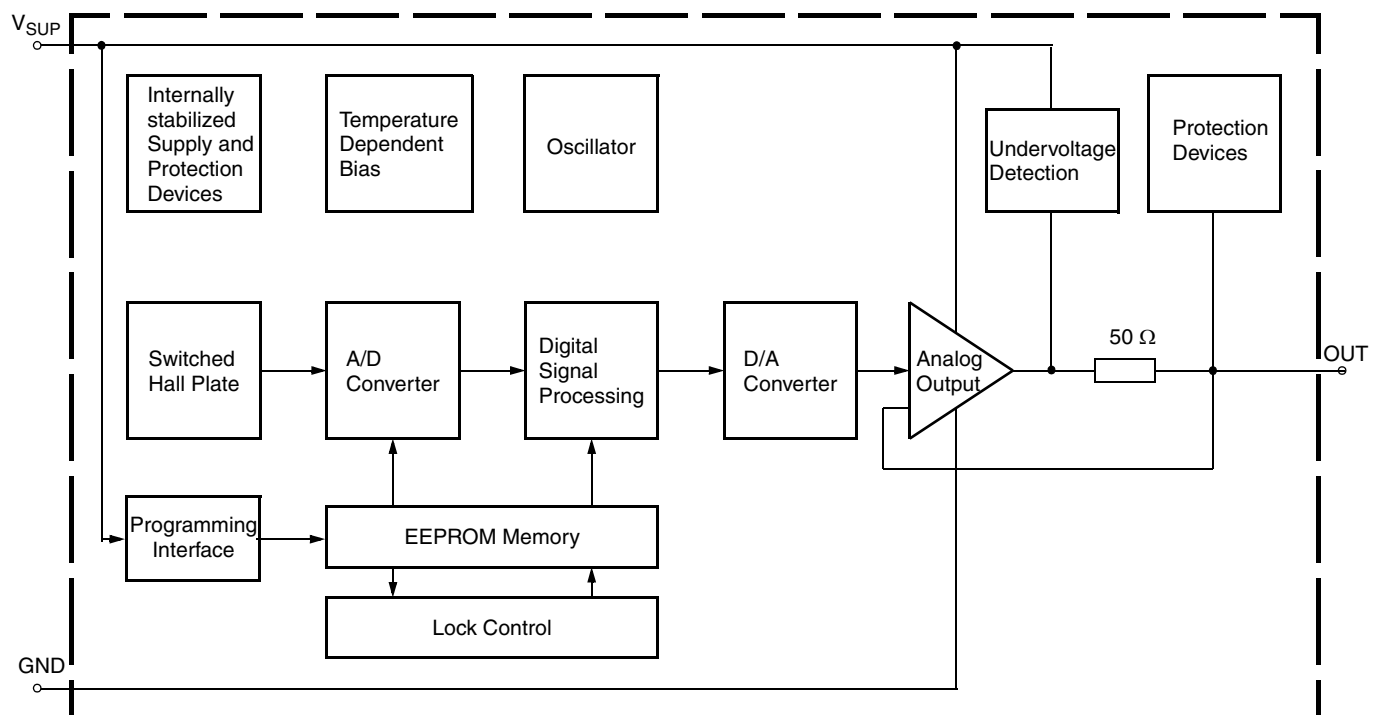 VSUP
Internally
stabilized
Supply and
Protection
Devices
Temperature
Dependent
Bias
Oscillator
Undervoltage
Detection
Protection
Devices
Switched
Hall Plate
A/D
Converter
Digital
Signal
Processing
D/A
Converter
Analog
Output
50 Ω
OUT
Programming
Interface
EEPROM Memory
Lock Control
GND